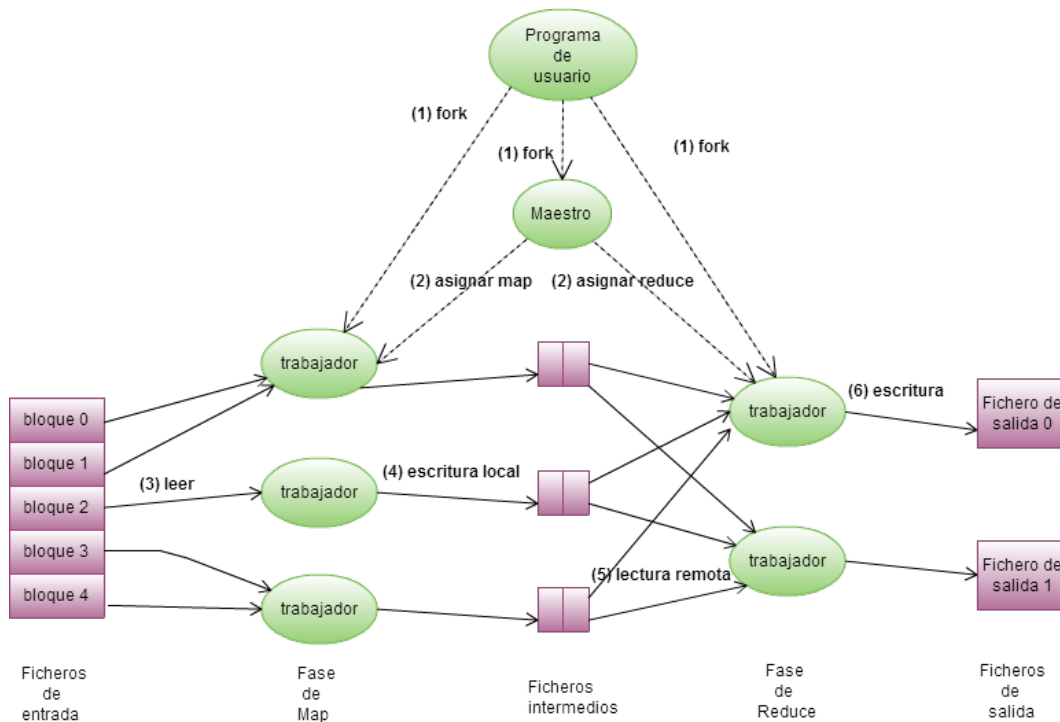 Programa
de
usuario
(1) fork
(1) fork
(1) fork
Maestro
(2) asignar map
(2) asignar reduce
trabajador
trabajador
(6) escritura
Fichero de
salida 0
bloque 0
bloque 1
bloque 2
bloque 3
bloque 4
(3) leer
trabajador
(4) escritura local
trabajador
(5) lectura remota
trabajador
Fichero de
salida 1
Ficheros
de
entrada
Fase
de
Map
Ficheros
intermedios
Fase
de
Reduce
Ficheros
de
salida